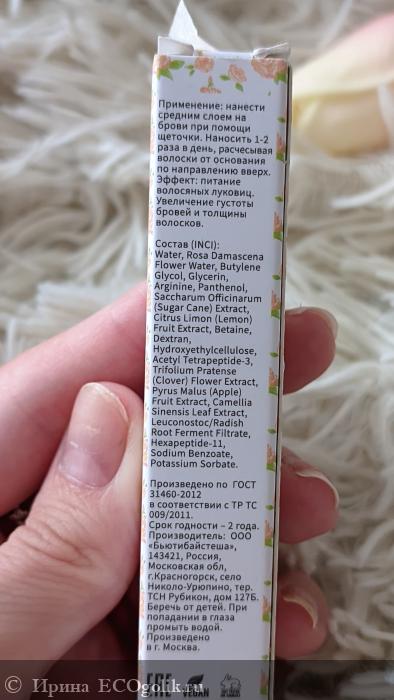 Применение: нанести
средним слоем на
брови при помощи
щеточки. Наносить 1-2
раза в день, расчесывая
волоски от основания
по направлению вверх.
Эффект: питание
волосяных луковиц.
Увеличение густоты
бровей и толщины
волосков.
Состав (INCI):
Water, Rosa Damascena
Flower Water, Butylene
Glycol, Glycerin,
Arginine, Panthenol,
Saccharum Officinarum
(Sugar Cane) Extract,
Citrus Limon (Lemon)
Fruit Extract, Betaine,
Dextran,
Hydroxyethylcellulose,
Acetyl Tetrapeptide-3,
Trifolium Pratense
(Clover) Flower Extract,
Pyrus Malus (Apple)
Fruit Extract, Camellia
Sinensis Leaf Extract,
Leuconostoc/Radish
Root Ferment Filtrate,
Hexapeptide-11,
Sodium Benzoate,
Potassium Sorbate.
Произведено по ГОСТ
31460-2012
в соответствии с ТР ТС
009/2011.
Срок годности – 2 года.
Производитель: ООО
«Бьютибайстеша»,
143421, Россия,
Московская обл,
г.Красногорск, село
Николо-Урюпино, тер.
ТСН Рубикон, дом 127Б.
Беречь от детей. При
попадании в глаза
промыть водой.
Произведено
в г. Москва.
EAC VEGAN
© Ирина ECOgolik.ru